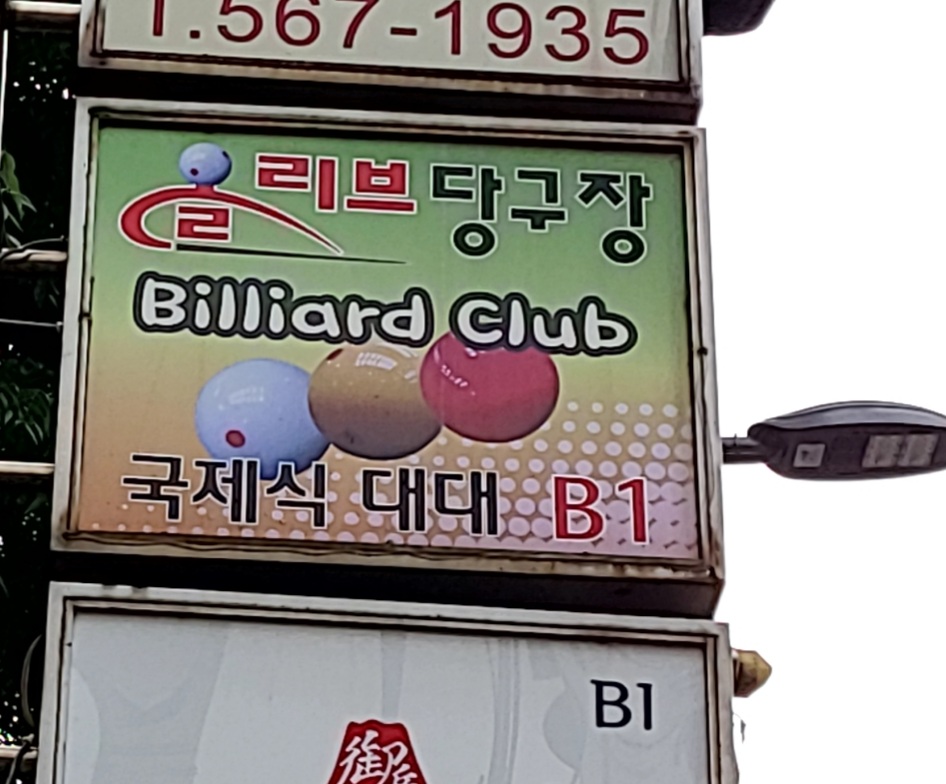 1.567-1935
올리브 당구장
Billiard Club
국제식 대대 B1
B1